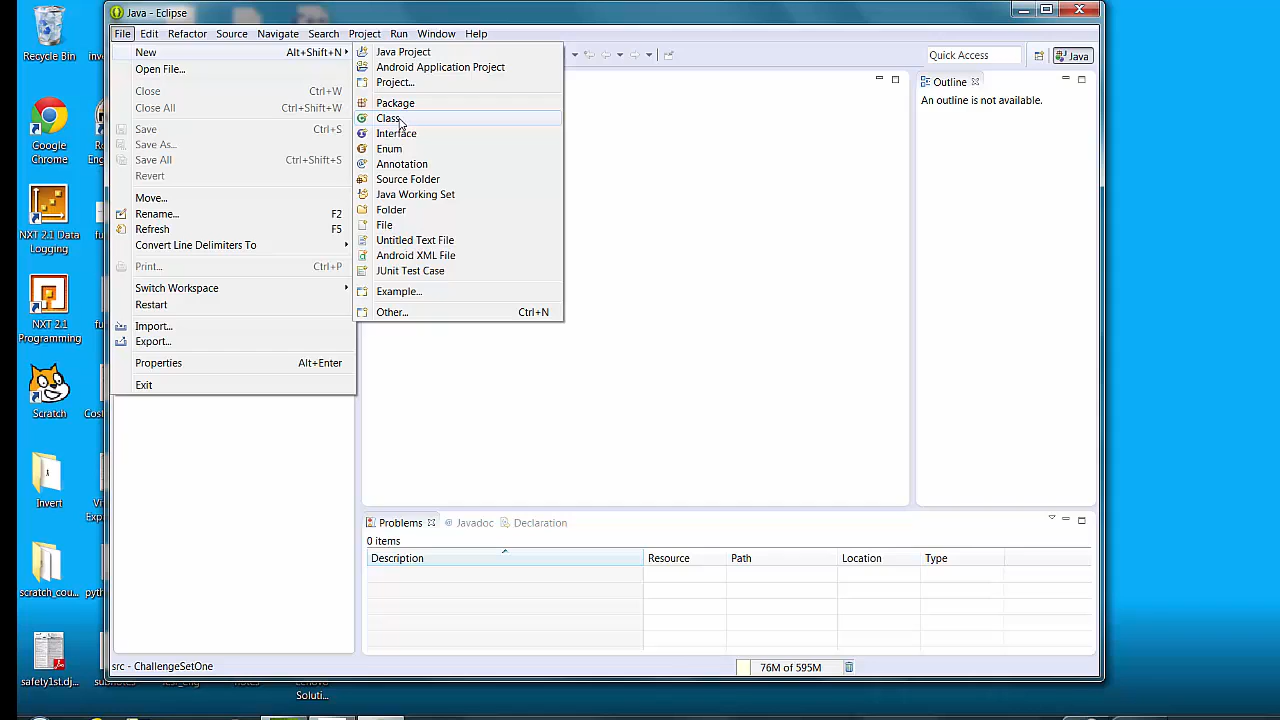 Java - Eclipse
File Edit Refactor Source Navigate Search Project Run Window Help
Quick Access
Java
New Alt+Shift+N
Open File...
Close Ctrl+W
Close All Ctrl+Shift+W
Save Ctrl+S
Save As...
Save All Ctrl+Shift+S
Revert
Move...
Rename... F2
Refresh F5
Convert Line Delimiters To
Print... Ctrl+P
Switch Workspace
Restart
Import...
Export...
Properties Alt+Enter
Exit
Java Project
Android Application Project
Project...
Package
Class
Interface
Enum
Annotation
Source Folder
Java Working Set
Folder
File
Untitled Text File
Android XML File
JUnit Test Case
Example...
Other... Ctrl+N
Outline
An outline is not available.
Problems Javadoc Declaration
0 items
Description Resource Path Location Type
src - ChallengeSetOne
76M of 595M
Recycle Bin
Google
Chrome
NXT 2.1 Data
Logging
NXT 2.1
Programming
Scratch
Invert
scratch_cou...
safety1st.dj...
Soluti...